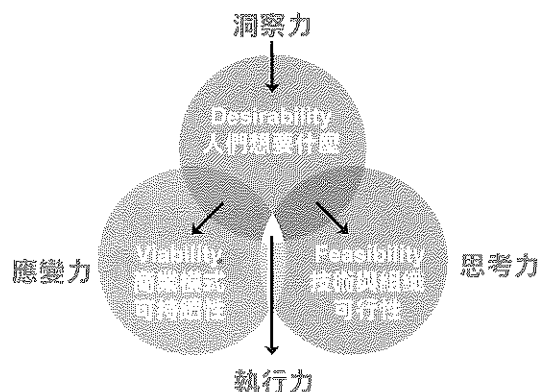 洞察力
Desirability
人們想要什麼
應變力
Viability
商業模式
可持續性
Feasibility
技術與組織
可行性
思考力
執行力